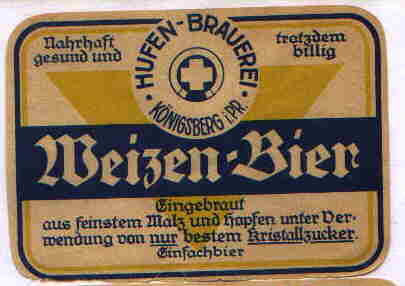 Nahrhaft
gesund und
trotzdem
billig
HUFEN-BRAUEREI
KÖNIGSBERG i. PR.
Weizen-Bier
Eingebraut
aus feinstem Malz und Hopfen unter Ver-
wendung von nur bestem Kristallzucker.
Einfachbier